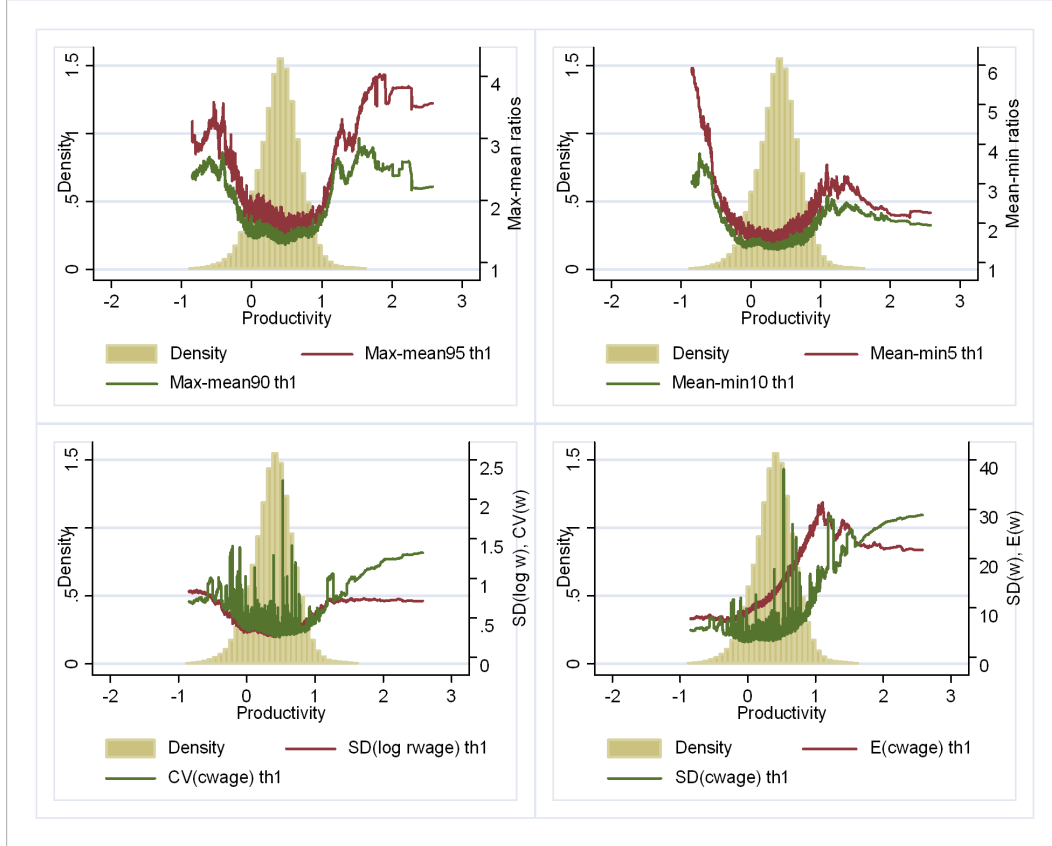 1.5
1
.5
0
Density
4
3
2
1
Max-mean ratios
-2 -1 0 1 2 3
Productivity
Density Max-mean95 th1
Max-mean90 th1
1.5
1
.5
0
Density
6
5
4
3
2
1
Mean-min ratios
-2 -1 0 1 2 3
Productivity
Density Mean-min5 th1
Mean-min10 th1
1.5
1
.5
0
Density
2.5
2
1.5
1
.5
0
SD(log w), CV(w)
-2 -1 0 1 2 3
Productivity
Density SD(log rwage) th1
CV(cwage) th1
1.5
1
.5
0
Density
40
30
20
10
0
SD(w), E(w)
-2 -1 0 1 2 3
Productivity
Density E(cwage) th1
SD(cwage) th1